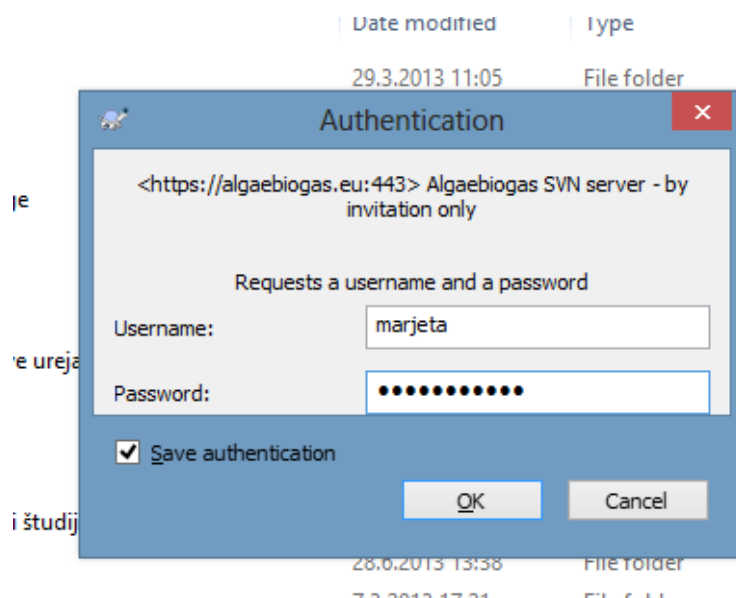 Date modified Type
29.3.2013 11:05 File folder
Authentication
<https://algaebiogas.eu:443> Algaebiogas SVN server - by
invitation only
ge
Requests a username and a password
Username: marjeta
ve ureja
Password: •••••••••••
Save authentication
OK Cancel
i študij
28.6.2013 13:38 File folder